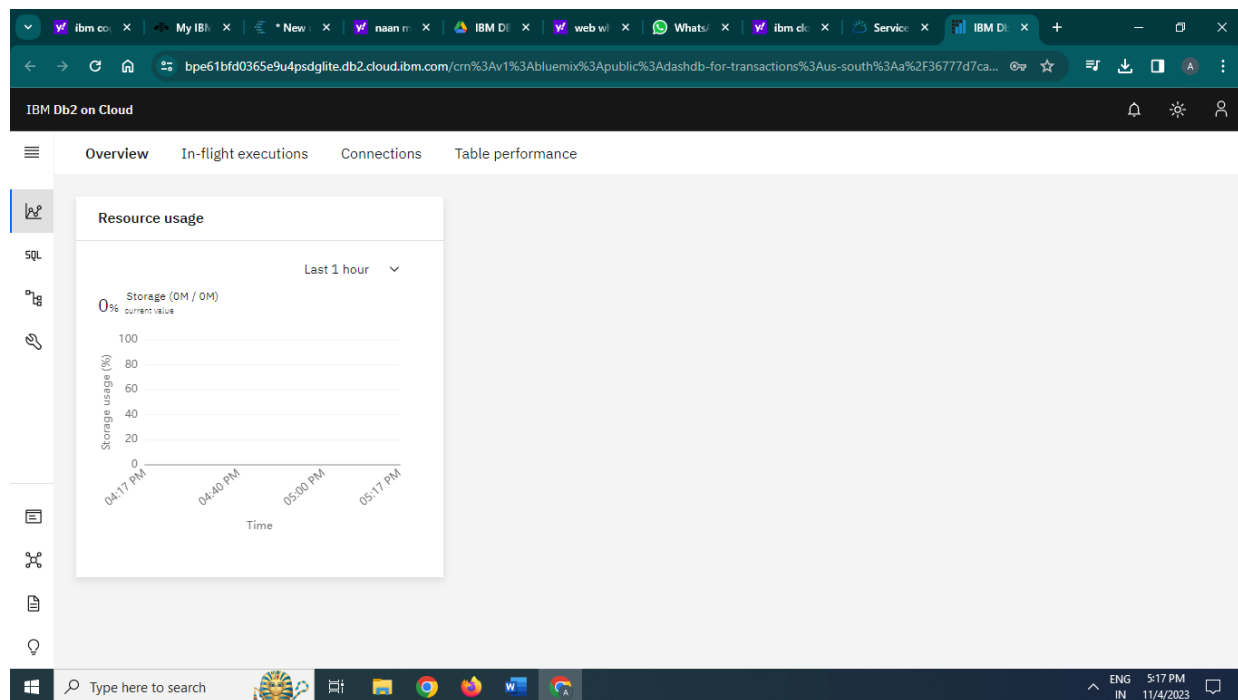 ibm co
My IBM
* New
naan m
IBM DB
web wi
WhatsA
ibm clo
Service
IBM Db
bpe61bfd0365e9u4psdglite.db2.cloud.ibm.com/crn%3Av1%3Abluemix%3Apublic%3Adashdb-for-transactions%3Aus-south%3Aa%2F36777d7ca...
A
IBM Db2 on Cloud
Overview In-flight executions Connections Table performance
SQL
Resource usage
Last 1 hour
0% Storage (0M / 0M)
current value
Storage usage (%)
100
80
60
40
20
0
04:17 PM 04:40 PM 05:00 PM 05:17 PM
Time
Type here to search
ENG
IN
5:17 PM
11/4/2023